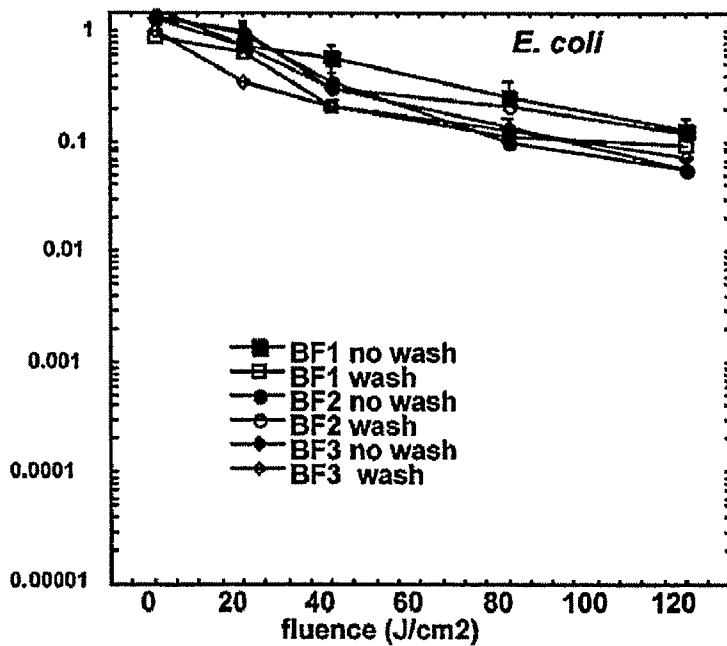 E. coli
1
0.1
0.01
0.001
0.0001
0.00001
BF1 no wash
BF1 wash
BF2 no wash
BF2 wash
BF3 no wash
BF3 wash
0 20 40 60 80 100 120
fluence (J/cm2)